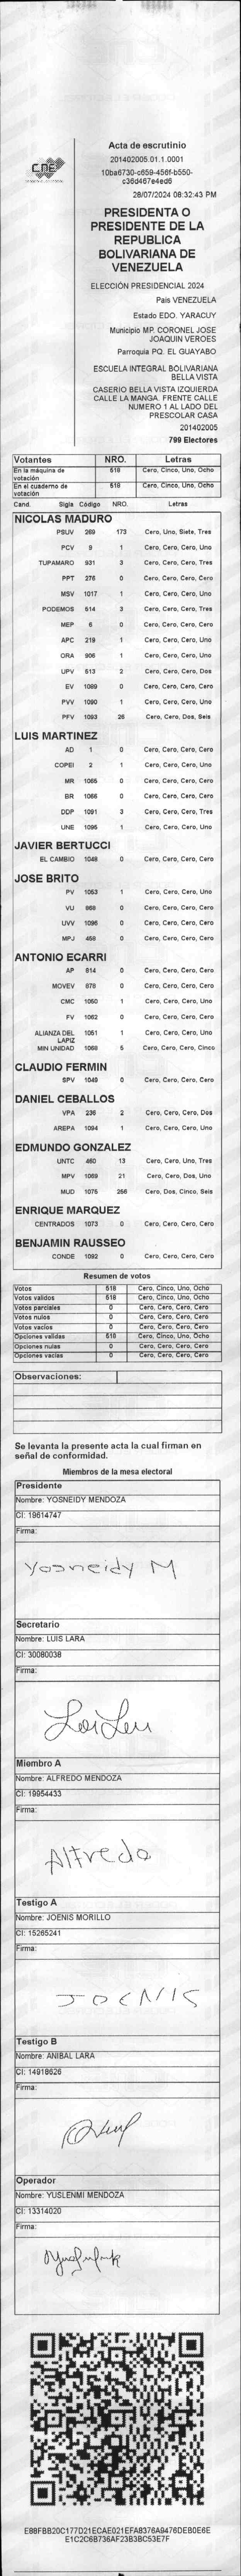 CNE
Acta de escrutinio
201402005.01.1.0001
10ba6730-c659-456f-b550-
c36d467e4ed6
28/07/2024 08:32:43 PM
PRESIDENTA O
PRESIDENTE DE LA
REPUBLICA
BOLIVARIANA DE
VENEZUELA
ELECCIÓN PRESIDENCIAL 2024
Pais VENEZUELA
Estado EDO. YARACUY
Municipio MP. CORONEL JOSE
JOAQUIN VEROES
Parroquia PQ. EL GUAYABO
ESCUELA INTEGRAL BOLIVARIANA
BELLA VISTA
CASERIO BELLA VISTA IZQUIERDA
CALLE LA MANGA. FRENTE CALLE
NUMERO 1 AL LADO DEL
PRESCOLAR CASA
201402005
799 Electores
Votantes NRO. Letras
En la máquina de votación 518 Cero, Cinco, Uno, Ocho
En el cuaderno de votación 518 Cero, Cinco, Uno, Ocho
Cand. Sigla Código NRO. Letras
NICOLAS MADURO
PSUV 269 173 Cero, Uno, Siete, Tres
PCV 9 1 Cero, Cero, Cero, Uno
TUPAMARO 931 3 Cero, Cero, Cero, Tres
PPT 276 0 Cero, Cero, Cero, Cero
MSV 1017 1 Cero, Cero, Cero, Uno
PODEMOS 514 3 Cero, Cero, Cero, Tres
MEP 6 0 Cero, Cero, Cero, Cero
APC 219 1 Cero, Cero, Cero, Uno
ORA 906 1 Cero, Cero, Cero, Uno
UPV 513 2 Cero, Cero, Cero, Dos
EV 1089 0 Cero, Cero, Cero, Cero
PVV 1090 1 Cero, Cero, Cero, Uno
PFV 1093 26 Cero, Cero, Dos, Seis
LUIS MARTINEZ
AD 1 0 Cero, Cero, Cero, Cero
COPEI 2 1 Cero, Cero, Cero, Uno
MR 1065 0 Cero, Cero, Cero, Cero
BR 1066 0 Cero, Cero, Cero, Cero
DDP 1091 3 Cero, Cero, Cero, Tres
UNE 1095 1 Cero, Cero, Cero, Uno
JAVIER BERTUCCI
EL CAMBIO 1048 0 Cero, Cero, Cero, Cero
JOSE BRITO
PV 1053 1 Cero, Cero, Cero, Uno
VU 868 0 Cero, Cero, Cero, Cero
UVV 1096 0 Cero, Cero, Cero, Cero
MPJ 458 0 Cero, Cero, Cero, Cero
ANTONIO ECARRI
AP 814 0 Cero, Cero, Cero, Cero
MOVEV 878 0 Cero, Cero, Cero, Cero
CMC 1050 1 Cero, Cero, Cero, Uno
FV 1062 0 Cero, Cero, Cero, Cero
ALIANZA DEL LAPIZ 1051 1 Cero, Cero, Cero, Uno
MIN UNIDAD 1068 5 Cero, Cero, Cero, Cinco
CLAUDIO FERMIN
SPV 1049 0 Cero, Cero, Cero, Cero
DANIEL CEBALLOS
VPA 236 2 Cero, Cero, Cero, Dos
AREPA 1094 1 Cero, Cero, Cero, Uno
EDMUNDO GONZALEZ
UNTC 460 13 Cero, Cero, Uno, Tres
MPV 1069 21 Cero, Cero, Dos, Uno
MUD 1075 256 Cero, Dos, Cinco, Seis
ENRIQUE MARQUEZ
CENTRADOS 1073 0 Cero, Cero, Cero, Cero
BENJAMIN RAUSSEO
CONDE 1092 0 Cero, Cero, Cero, Cero
Resumen de votos
Votos 518 Cero, Cinco, Uno, Ocho
Votos validos 518 Cero, Cinco, Uno, Ocho
Votos parciales 0 Cero, Cero, Cero, Cero
Votos nulos 0 Cero, Cero, Cero, Cero
Votos vacios 0 Cero, Cero, Cero, Cero
Opciones validas 518 Cero, Cinco, Uno, Ocho
Opciones nulas 0 Cero, Cero, Cero, Cero
Opciones vacias 0 Cero, Cero, Cero, Cero
Observaciones:
Se levanta la presente acta la cual firman en
señal de conformidad.
Miembros de la mesa electoral
Presidente
Nombre: YOSNEIDY MENDOZA
CI: 19614747
Firma:
Yosneidy M
Secretario
Nombre: LUIS LARA
CI: 30080038
Firma:
Miembro A
Nombre: ALFREDO MENDOZA
CI: 19954433
Firma:
Alfredo
Testigo A
Nombre: JOENIS MORILLO
CI: 15265241
Firma:
JOENIS
Testigo B
Nombre: ANIBAL LARA
CI: 14918626
Firma:
Operador
Nombre: YUSLENMI MENDOZA
CI: 13314020
Firma:
E88FBB20C177D21ECAE021EFA8376A9476DEB0E6E
E1C2C6B736AF23B3BC53E7F